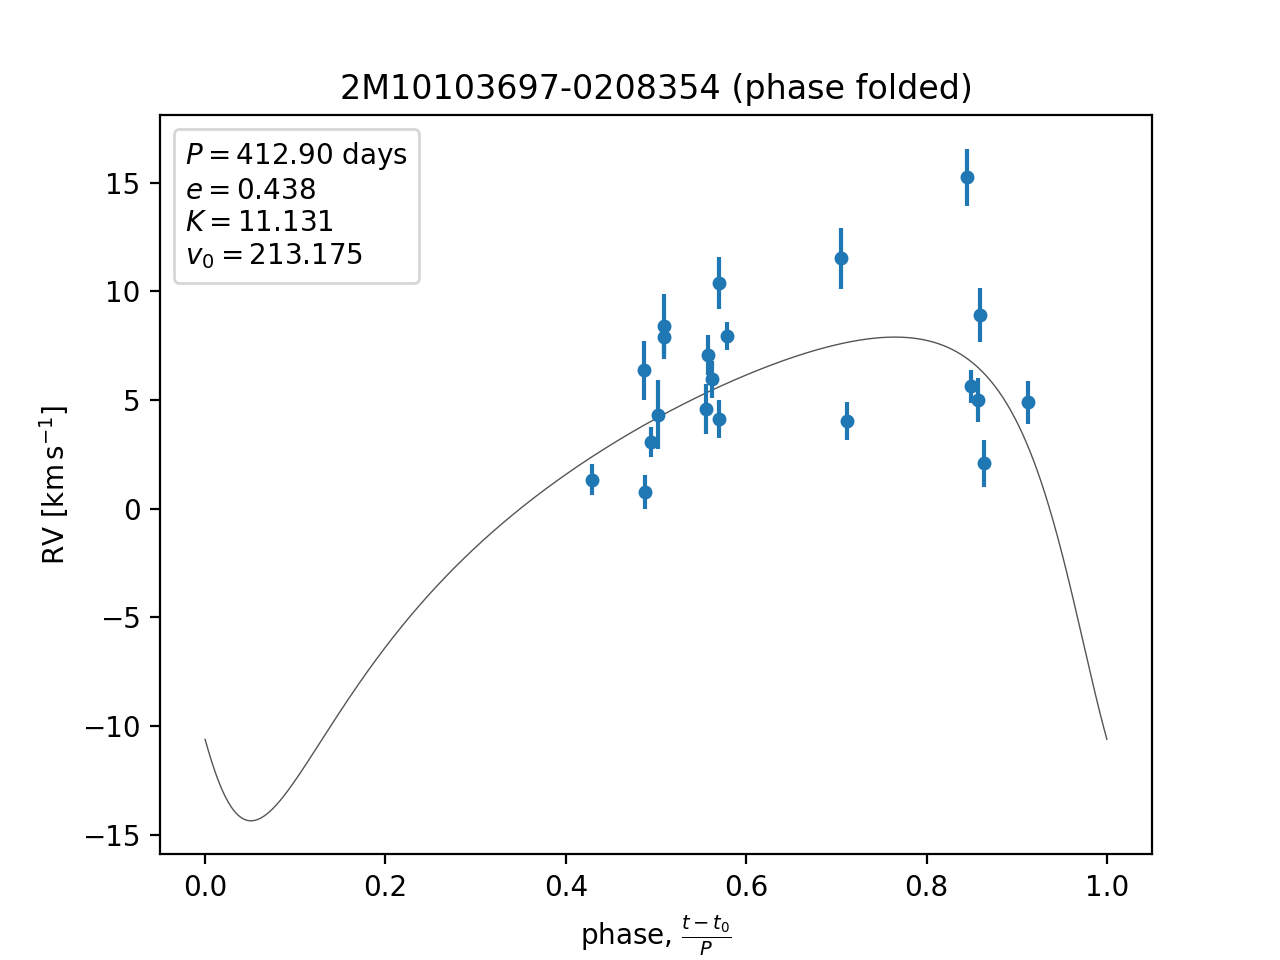 2M10103697-0208354 (phase folded)
P = 412.90 days
e = 0.438
K = 11.131
v₀ = 213.175
15
10
5
0
−5
−10
−15
RV [km s⁻¹]
0.0 0.2 0.4 0.6 0.8 1.0
phase, (t − t₀)/P